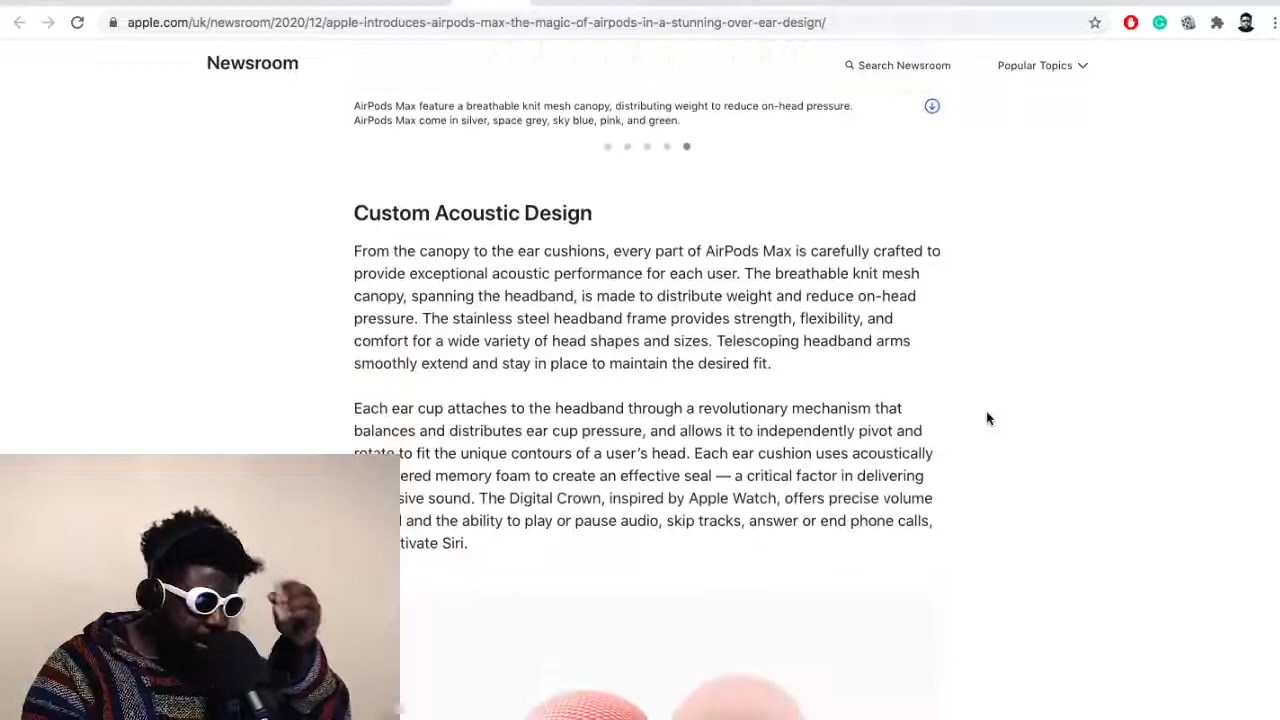 apple.com/uk/newsroom/2020/12/apple-introduces-airpods-max-the-magic-of-airpods-in-a-stunning-over-ear-design/
Newsroom
Search Newsroom
Popular Topics
AirPods Max feature a breathable knit mesh canopy, distributing weight to reduce on-head pressure.
AirPods Max come in silver, space grey, sky blue, pink, and green.
Custom Acoustic Design
From the canopy to the ear cushions, every part of AirPods Max is carefully crafted to
provide exceptional acoustic performance for each user. The breathable knit mesh
canopy, spanning the headband, is made to distribute weight and reduce on-head
pressure. The stainless steel headband frame provides strength, flexibility, and
comfort for a wide variety of head shapes and sizes. Telescoping headband arms
smoothly extend and stay in place to maintain the desired fit.
Each ear cup attaches to the headband through a revolutionary mechanism that
balances and distributes ear cup pressure, and allows it to independently pivot and
rotate to fit the unique contours of a user's head. Each ear cushion uses acoustically
ered memory foam to create an effective seal — a critical factor in delivering
sive sound. The Digital Crown, inspired by Apple Watch, offers precise volume
and the ability to play or pause audio, skip tracks, answer or end phone calls,
tivate Siri.